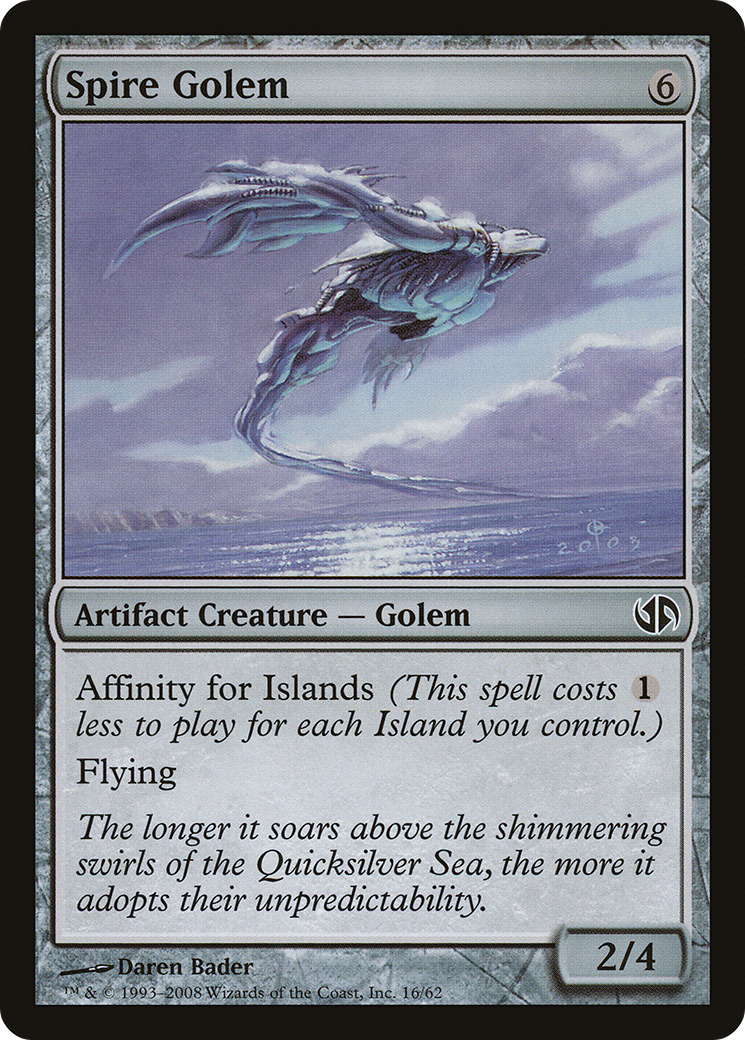 Spire Golem 6
2003
Artifact Creature — Golem
Affinity for Islands (This spell costs 1
less to play for each Island you control.)
Flying
The longer it soars above the shimmering
swirls of the Quicksilver Sea, the more it
adopts their unpredictability.
2/4
Daren Bader
™ & © 1993–2008 Wizards of the Coast, Inc. 16/62